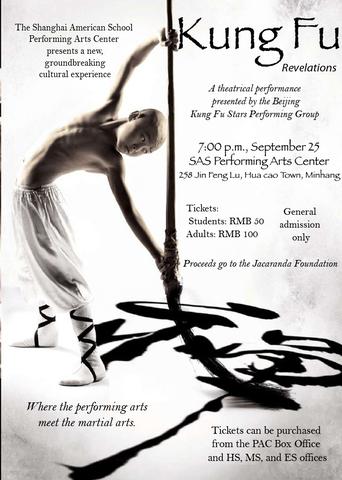 The Shanghai American School
Performing Arts Center
presents a new,
groundbreaking
cultural experience
Kung Fu
Revelations
A theatrical performance
presented by the Beijing
Kung Fu Stars Performing Group
7:00 p.m., September 25
SAS Performing Arts Center
258 Jin Feng Lu, Hua cao Town, Minhang
Tickets:
Students: RMB 50
Adults: RMB 100
General
admission
only
Proceeds go to the Jacaranda Foundation
Where the performing arts
meet the martial arts.
Tickets can be purchased
from the PAC Box Office
and HS, MS, and ES offices